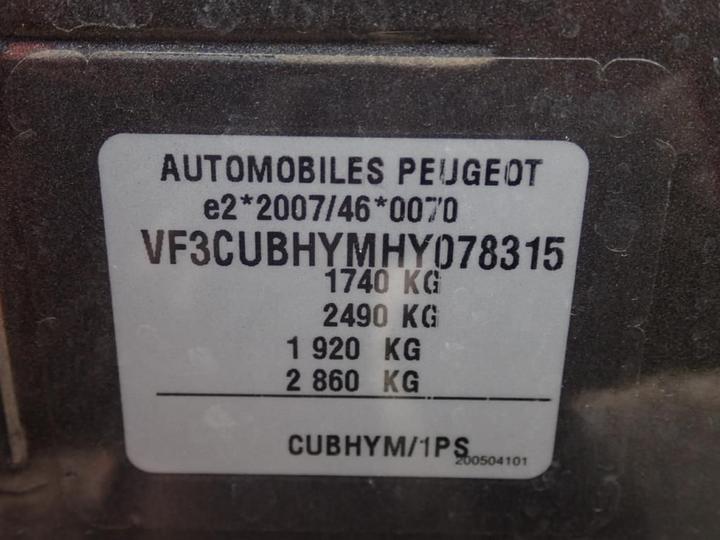 AUTOMOBILES PEUGEOT
e2*2007/46*0070
VF3CUBHYMHY078315
1740 KG
2490 KG
1 920 KG
2 860 KG
CUBHYM/1PS
200504101